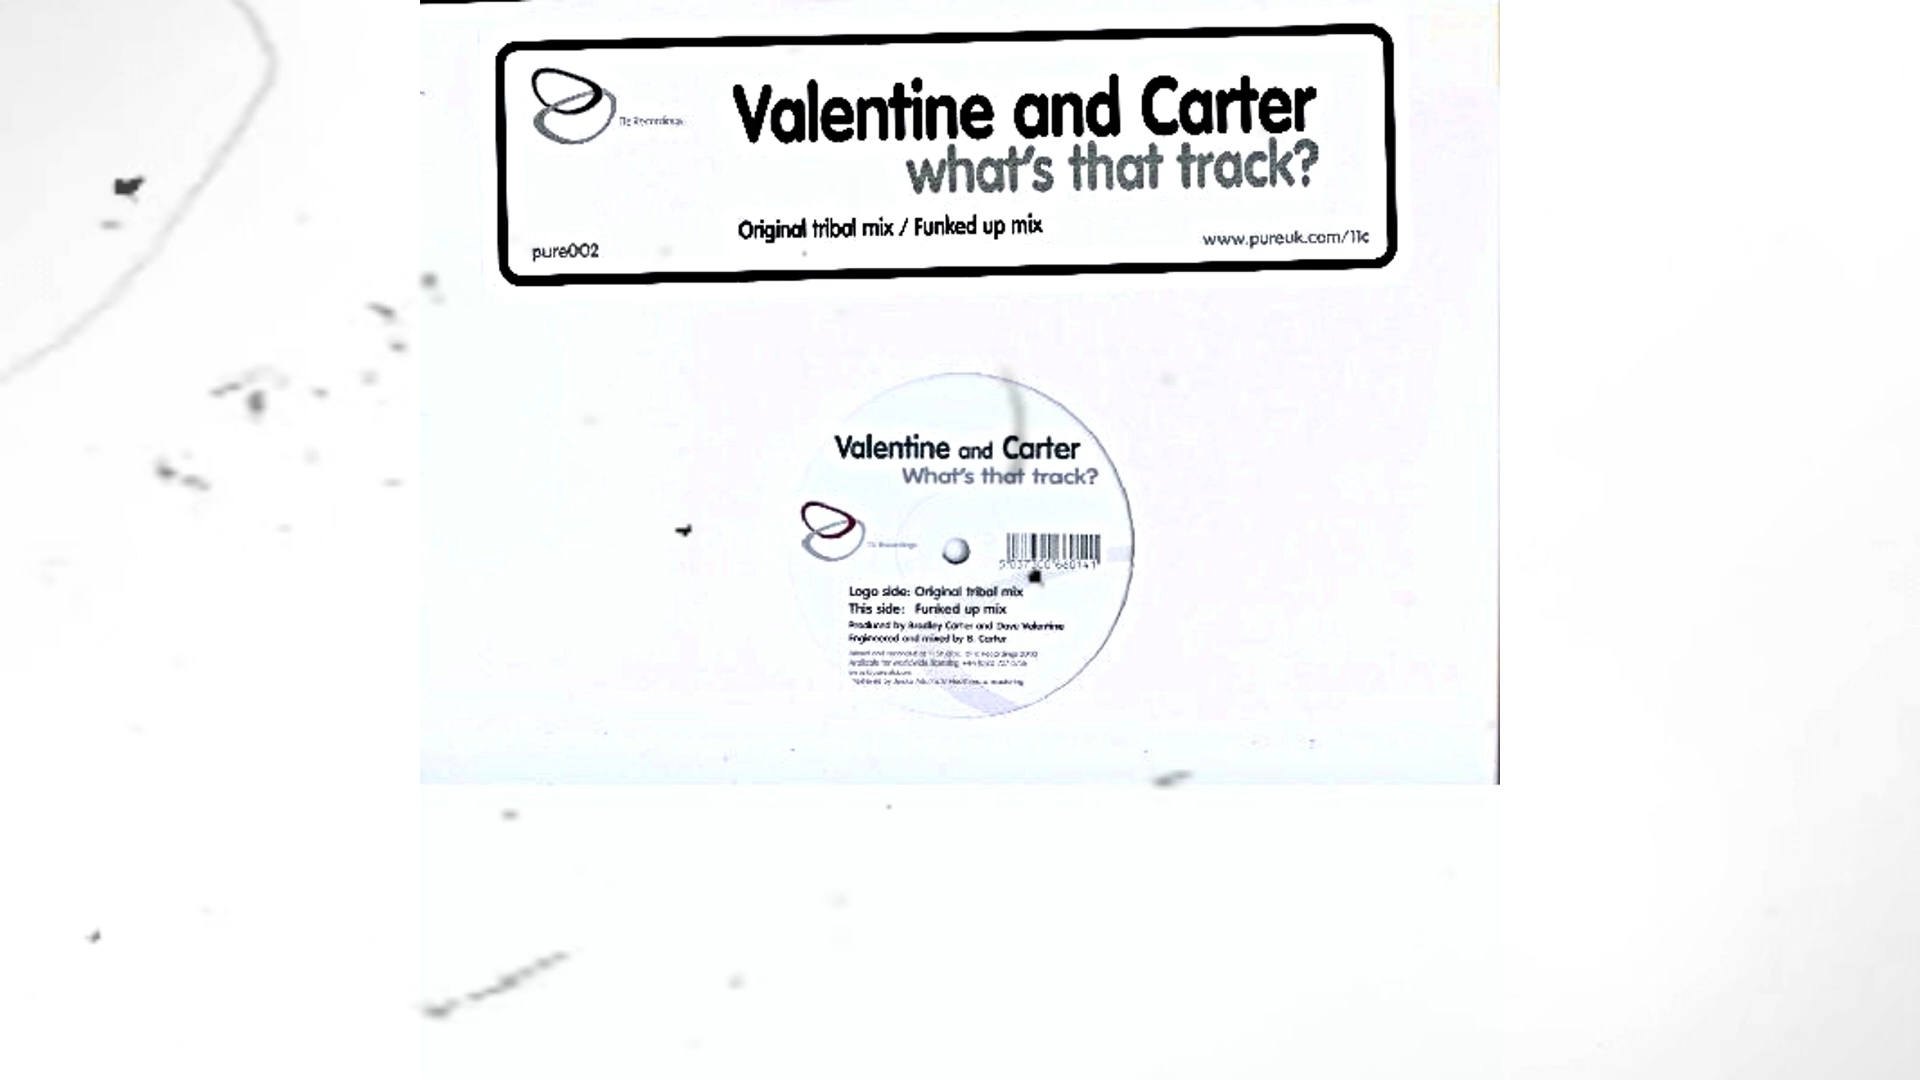 11c Recordings
Valentine and Carter
what's that track?
Original tribal mix / Funked up mix
pure002
www.pureuk.com/11c
Valentine and Carter
What's that track?
11c Recordings
Logo side: Original tribal mix
This side: Funked up mix
Produced by Bradley Carter and Dave Valentine
Engineered and mixed by B. Carter